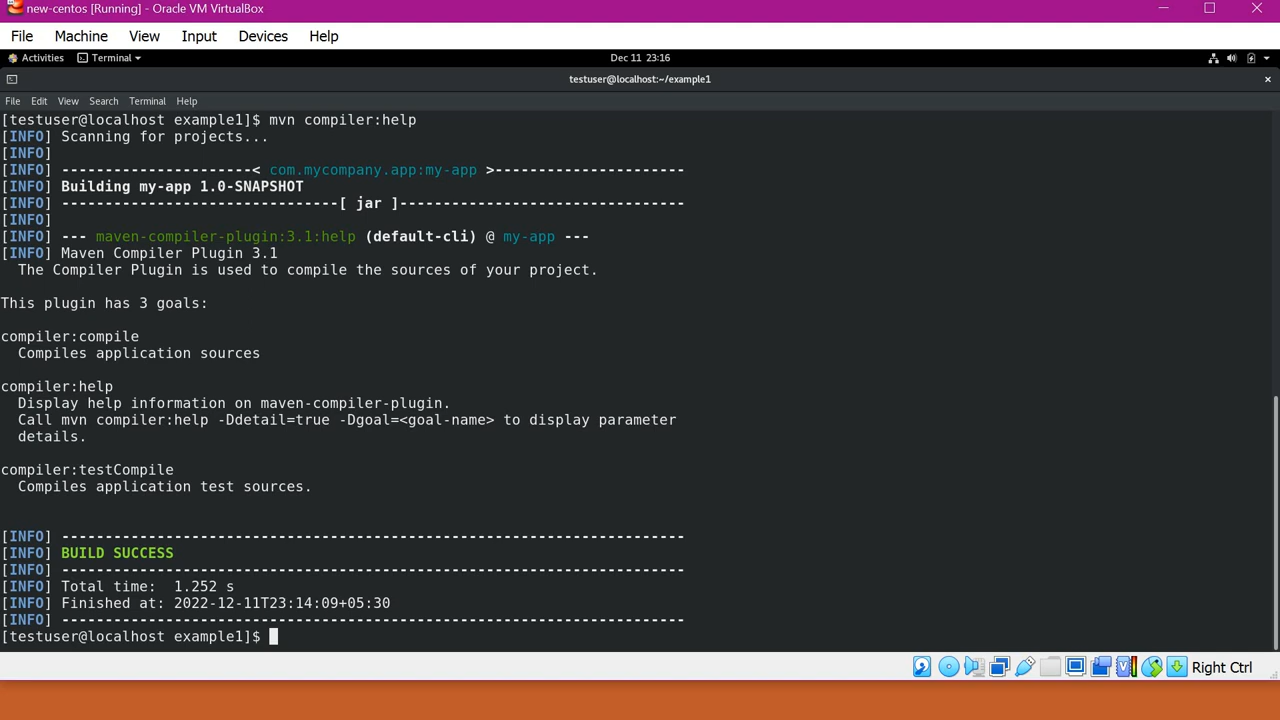 new-centos [Running] - Oracle VM VirtualBox
File Machine View Input Devices Help
Activities Terminal Dec 11 23:16
testuser@localhost:~/example1
File Edit View Search Terminal Help
[testuser@localhost example1]$ mvn compiler:help
[INFO] Scanning for projects...
[INFO]
[INFO] ----------------------< com.mycompany.app:my-app >----------------------
[INFO] Building my-app 1.0-SNAPSHOT
[INFO] --------------------------------[ jar ]---------------------------------
[INFO]
[INFO] --- maven-compiler-plugin:3.1:help (default-cli) @ my-app ---
[INFO] Maven Compiler Plugin 3.1
The Compiler Plugin is used to compile the sources of your project.
This plugin has 3 goals:
compiler:compile
Compiles application sources
compiler:help
Display help information on maven-compiler-plugin.
Call mvn compiler:help -Ddetail=true -Dgoal=<goal-name> to display parameter
details.
compiler:testCompile
Compiles application test sources.
[INFO] ------------------------------------------------------------------------
[INFO] BUILD SUCCESS
[INFO] ------------------------------------------------------------------------
[INFO] Total time:  1.252 s
[INFO] Finished at: 2022-12-11T23:14:09+05:30
[INFO] ------------------------------------------------------------------------
[testuser@localhost example1]$
Right Ctrl